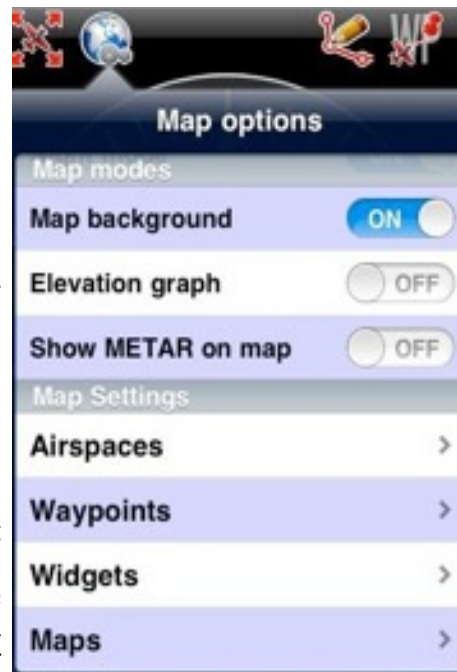 WP
Map options
Map modes
Map background ON
Elevation graph OFF
Show METAR on map OFF
Map Settings
Airspaces
Waypoints
Widgets
Maps